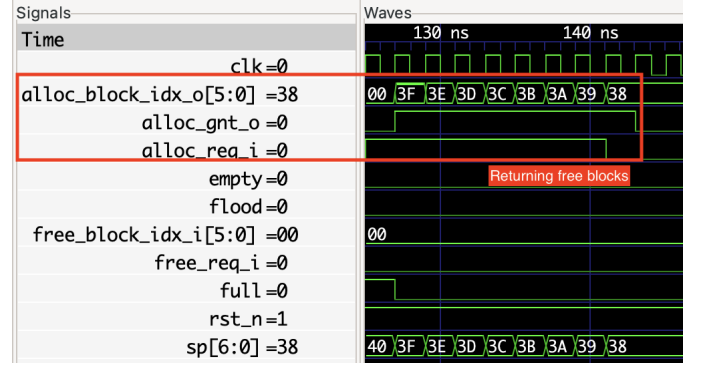 Signals Waves
Time 130 ns 140 ns
clk=0
alloc_block_idx_o[5:0] =38 00 3F 3E 3D 3C 3B 3A 39 38
alloc_gnt_o=0
alloc_req_i=0
empty=0 Returning free blocks
flood=0
free_block_idx_i[5:0] =00 00
free_req_i=0
full=0
rst_n=1
sp[6:0] =38 40 3F 3E 3D 3C 3B 3A 39 38